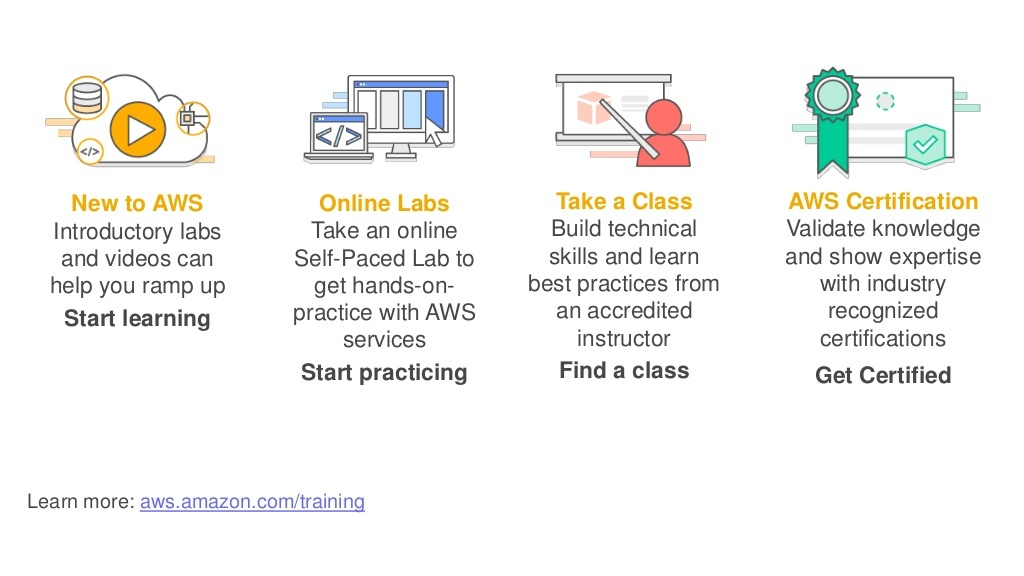 New to AWS
Introductory labs
and videos can
help you ramp up
Start learning
Online Labs
Take an online
Self-Paced Lab to
get hands-on-
practice with AWS
services
Start practicing
Take a Class
Build technical
skills and learn
best practices from
an accredited
instructor
Find a class
AWS Certification
Validate knowledge
and show expertise
with industry
recognized
certifications
Get Certified
Learn more: aws.amazon.com/training